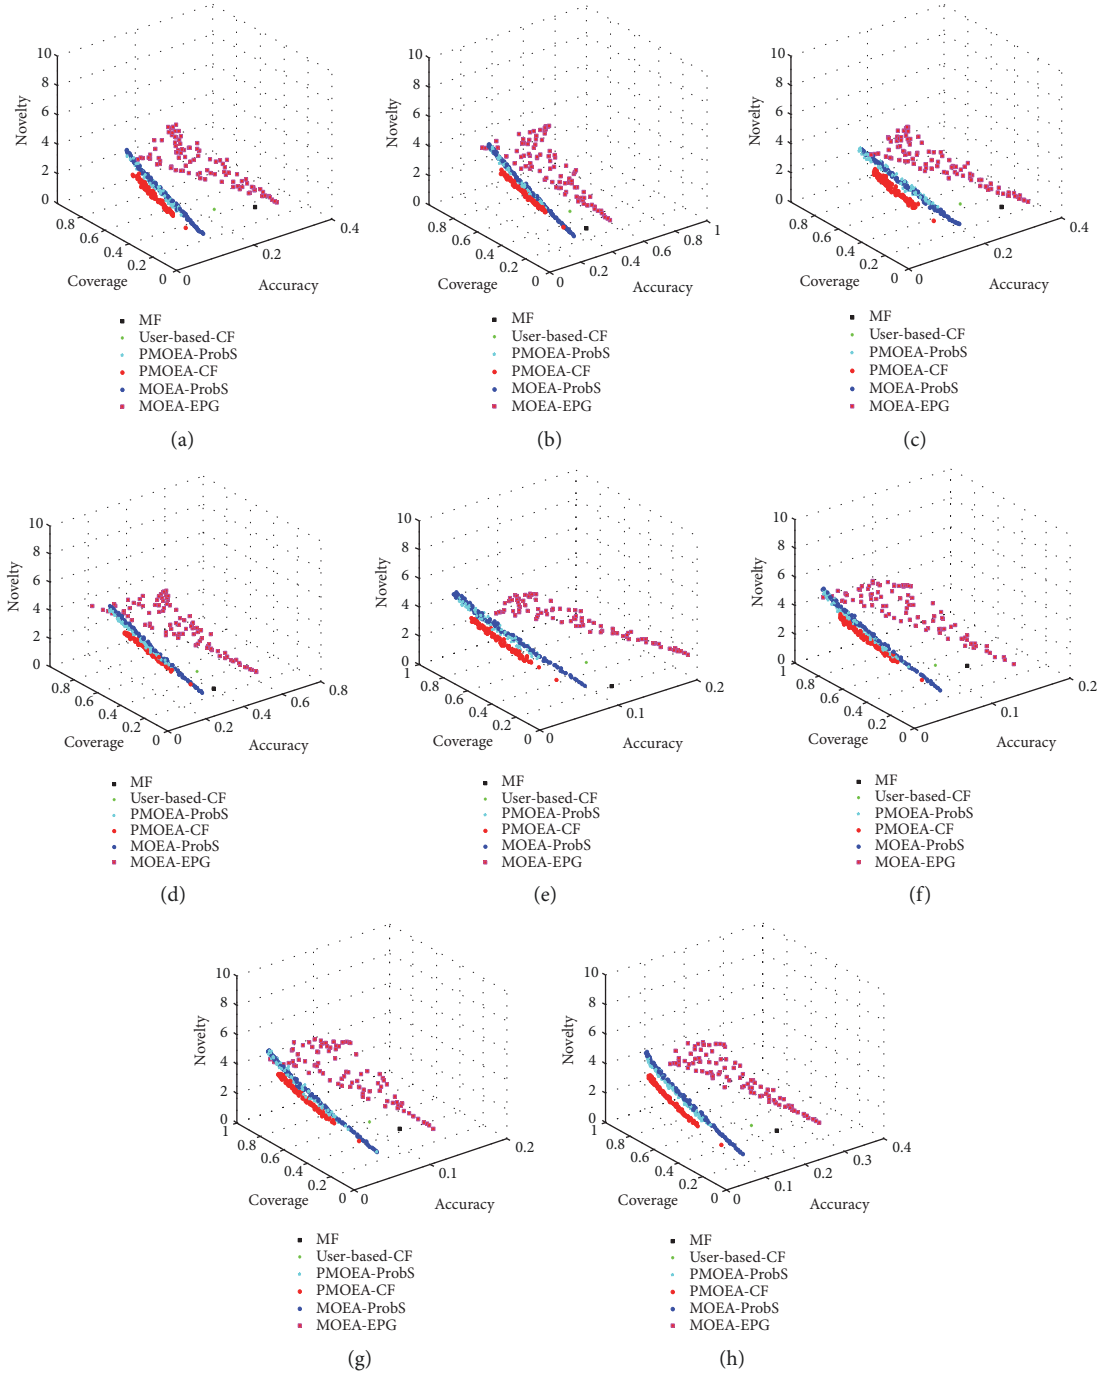 10
8
6
4
2
0
Novelty
0.8
0.6
0.4
0.2
0
Coverage
0
0.2
0.4
Accuracy
MF
User-based-CF
PMOEA-ProbS
PMOEA-CF
MOEA-ProbS
MOEA-EPG
(a)
10
8
6
4
2
0
Novelty
0.8
0.6
0.4
0.2
0
Coverage
0
0.2
0.4
0.6
0.8
1
Accuracy
MF
User-based-CF
PMOEA-ProbS
PMOEA-CF
MOEA-ProbS
MOEA-EPG
(b)
10
8
6
4
2
0
Novelty
0.8
0.6
0.4
0.2
0
Coverage
0
0.2
0.4
Accuracy
MF
User-based-CF
PMOEA-ProbS
PMOEA-CF
MOEA-ProbS
MOEA-EPG
(c)
10
8
6
4
2
0
Novelty
0.8
0.6
0.4
0.2
0
Coverage
0
0.2
0.4
0.6
0.8
Accuracy
MF
User-based-CF
PMOEA-ProbS
PMOEA-CF
MOEA-ProbS
MOEA-EPG
(d)
10
8
6
4
2
0
Novelty
1
0.8
0.6
0.4
0.2
0
Coverage
0
0.1
0.2
Accuracy
MF
User-based-CF
PMOEA-ProbS
PMOEA-CF
MOEA-ProbS
MOEA-EPG
(e)
10
8
6
4
2
0
Novelty
1
0.8
0.6
0.4
0.2
0
Coverage
0
0.1
0.2
Accuracy
MF
User-based-CF
PMOEA-ProbS
PMOEA-CF
MOEA-ProbS
MOEA-EPG
(f)
10
8
6
4
2
0
Novelty
1
0.8
0.6
0.4
0.2
0
Coverage
0
0.1
0.2
Accuracy
MF
User-based-CF
PMOEA-ProbS
PMOEA-CF
MOEA-ProbS
MOEA-EPG
(g)
10
8
6
4
2
0
Novelty
1
0.8
0.6
0.4
0.2
0
Coverage
0
0.1
0.2
0.3
0.4
Accuracy
MF
User-based-CF
PMOEA-ProbS
PMOEA-CF
MOEA-ProbS
MOEA-EPG
(h)